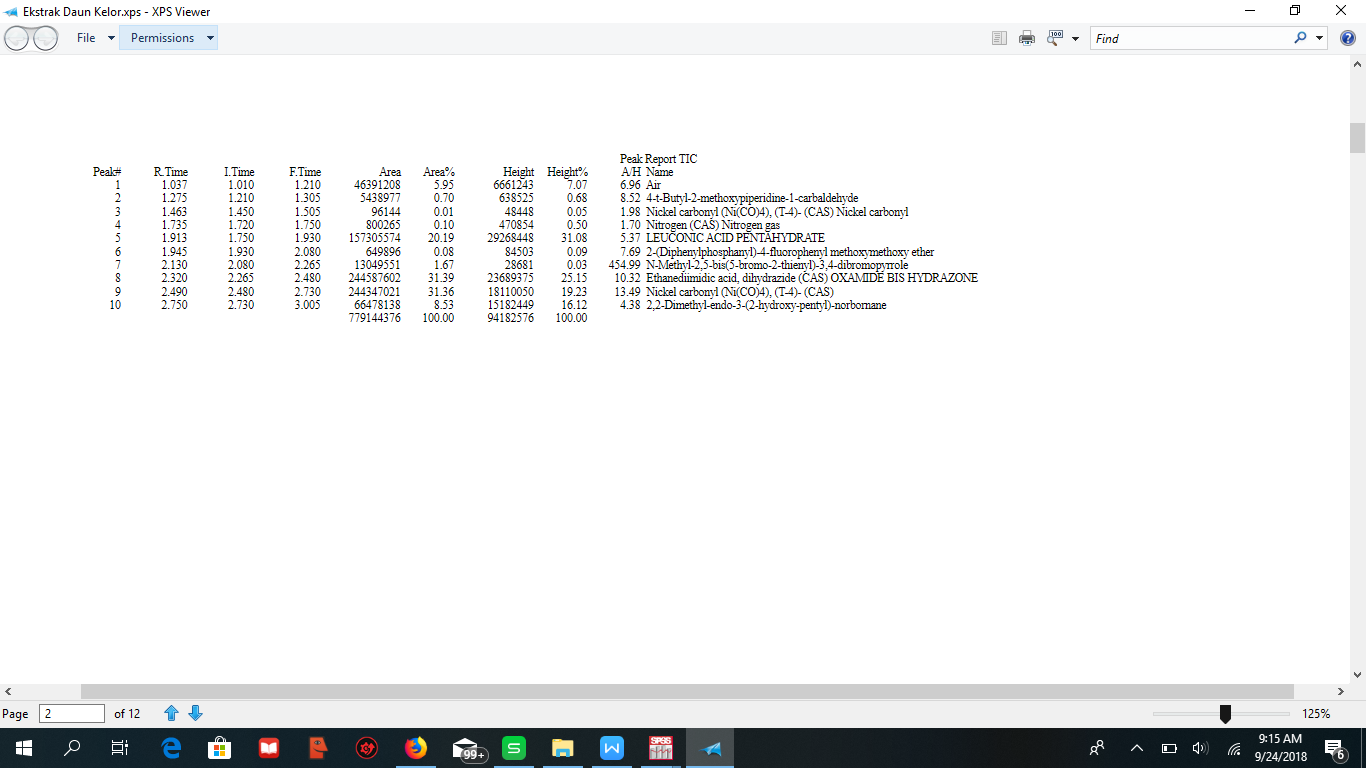 Ekstrak Daun Kelor.xps - XPS Viewer
File Permissions Find
Peak Report TIC
Peak# R.Time I.Time F.Time Area Area% Height Height% A/H Name
1 1.037 1.010 1.210 46391208 5.95 6661243 7.07 6.96 Air
2 1.275 1.210 1.305 5438977 0.70 638525 0.68 8.52 4-t-Butyl-2-methoxypiperidine-1-carbaldehyde
3 1.463 1.450 1.505 96144 0.01 48448 0.05 1.98 Nickel carbonyl (Ni(CO)4), (T-4)- (CAS) Nickel carbonyl
4 1.735 1.720 1.750 800265 0.10 470854 0.50 1.70 Nitrogen (CAS) Nitrogen gas
5 1.913 1.750 1.930 157305574 20.19 29268448 31.08 5.37 LEUCONIC ACID PENTAHYDRATE
6 1.945 1.930 2.080 649896 0.08 84503 0.09 7.69 2-(Diphenylphosphanyl)-4-fluorophenyl methoxymethoxy ether
7 2.130 2.080 2.265 13049551 1.67 28681 0.03 454.99 N-Methyl-2,5-bis(5-bromo-2-thienyl)-3,4-dibromopyrrole
8 2.320 2.265 2.480 244587602 31.39 23689375 25.15 10.32 Ethanediimidic acid, dihydrazide (CAS) OXAMIDE BIS HYDRAZONE
9 2.490 2.480 2.730 244347021 31.36 18110050 19.23 13.49 Nickel carbonyl (Ni(CO)4), (T-4)- (CAS)
10 2.750 2.730 3.005 66478138 8.53 15182449 16.12 4.38 2,2-Dimethyl-endo-3-(2-hydroxy-pentyl)-norbornane
779144376 100.00 94182576 100.00
Page 2 of 12 125%
99+ S W SPSS 9:15 AM
9/24/2018 6